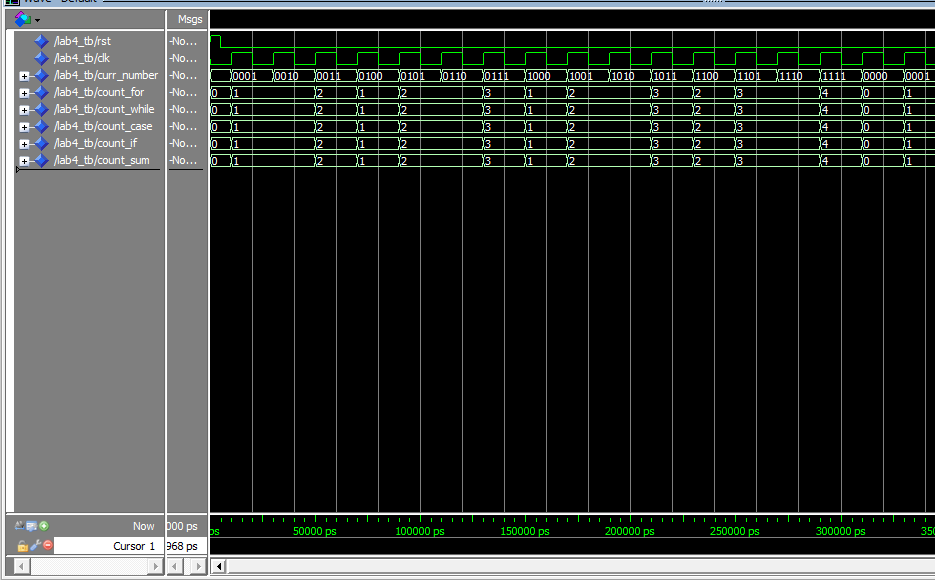 Wave - Default
Msgs
/lab4_tb/rst -No...
/lab4_tb/clk -No...
/lab4_tb/curr_number -No... 0001 0010 0011 0100 0101 0110 0111 1000 1001 1010 1011 1100 1101 1110 1111 0000 0001
/lab4_tb/count_for -No... 0 1 2 1 2 3 1 2 3 2 3 4 0 1
/lab4_tb/count_while -No... 0 1 2 1 2 3 1 2 3 2 3 4 0 1
/lab4_tb/count_case -No... 0 1 2 1 2 3 1 2 3 2 3 4 0 1
/lab4_tb/count_if -No... 0 1 2 1 2 3 1 2 3 2 3 4 0 1
/lab4_tb/count_sum -No... 0 1 2 1 2 3 1 2 3 2 3 4 0 1
Now 000 ps ps 50000 ps 100000 ps 150000 ps 200000 ps 250000 ps 300000 ps 350
Cursor 1 968 ps